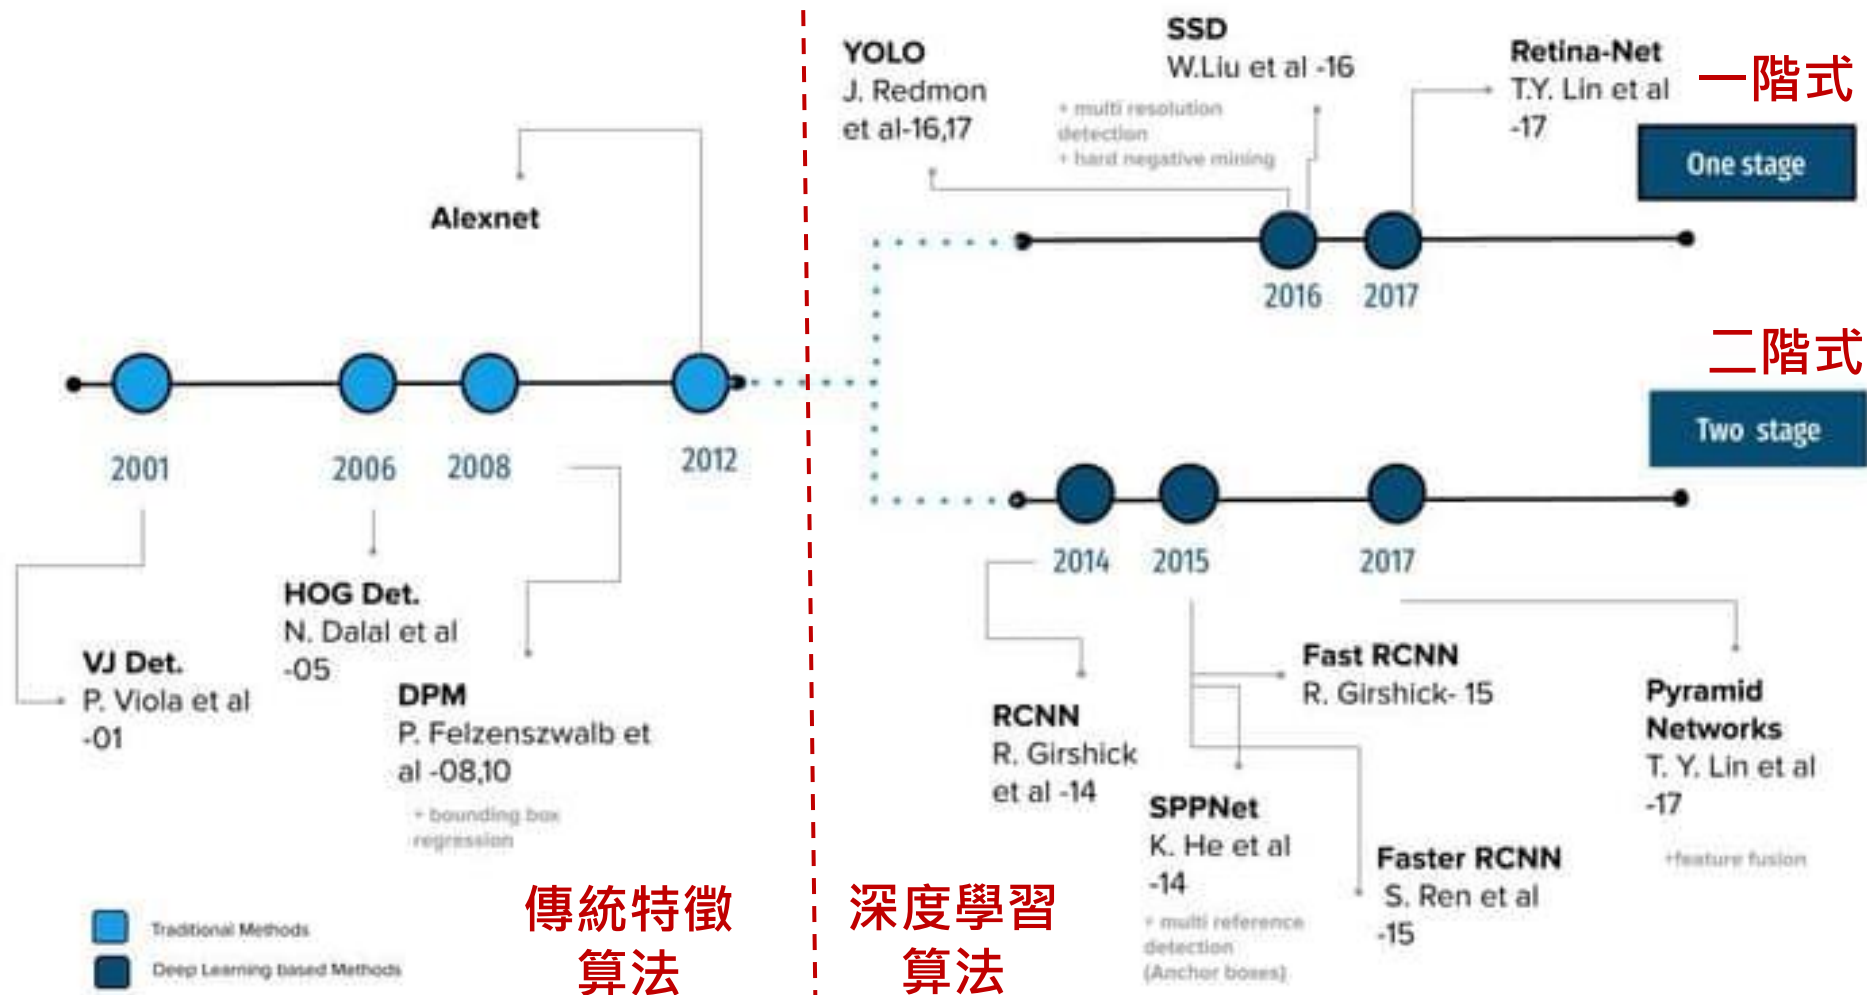 YOLO
J. Redmon
et al-16,17
SSD
W.Liu et al -16
+ multi resolution
detection
+ hard negative mining
Retina-Net
T.Y. Lin et al
-17
一階式
One stage
Alexnet
2016
2017
二階式
Two stage
2001
2006
2008
2012
2014
2015
2017
VJ Det.
P. Viola et al
-01
HOG Det.
N. Dalal et al
-05
DPM
P. Felzenszwalb et
al -08,10
+ bounding box
regression
RCNN
R. Girshick
et al -14
Fast RCNN
R. Girshick- 15
SPPNet
K. He et al
-14
+ multi reference
detection
(Anchor boxes)
Faster RCNN
S. Ren et al
-15
Pyramid
Networks
T. Y. Lin et al
-17
+feature fusion
傳統特徵
算法
深度學習
算法
Traditional Methods
Deep Learning based Methods